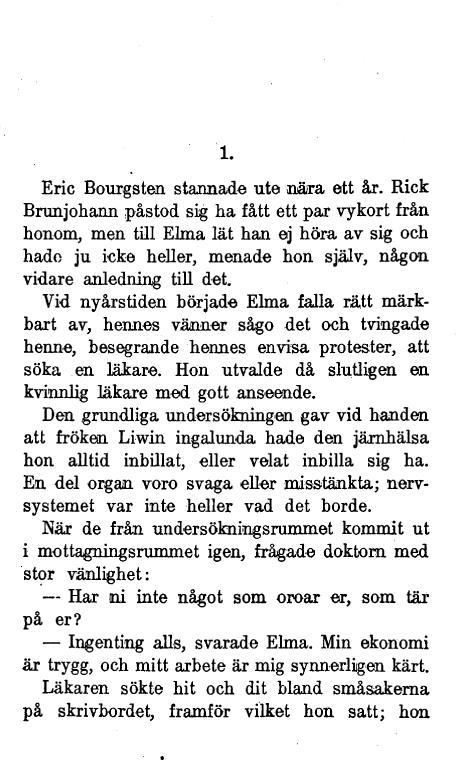 1.
Eric Bourgsten stannade ute nära ett år. Rick
Brunjohann påstod sig ha fått ett par vykort från
honom, men till Elma lät han ej höra av sig och
hade ju icke heller, menade hon själv, någon
vidare anledning till det.
Vid nyårstiden började Elma falla rätt märk-
bart av, hennes vänner sågo det och tvingade
henne, besegrande hennes envisa protester, att
söka en läkare. Hon utvalde då slutligen en
kvinnlig läkare med gott anseende.
Den grundliga undersökningen gav vid handen
att fröken Liwin ingalunda hade den järnhälsa
hon alltid inbillat, eller velat inbilla sig ha.
En del organ voro svaga eller misstänkta; nerv-
systemet var inte heller vad det borde.
När de från undersökningsrummet kommit ut
i mottagningsrummet igen, frågade doktorn med
stor vänlighet:
— Har ni inte något som oroar er, som tär
på er?
— Ingenting alls, svarade Elma. Min ekonomi
är trygg, och mitt arbete är mig synnerligen kärt.
Läkaren sökte hit och dit bland småsakerna
på skrivbordet, framför vilket hon satt; hon